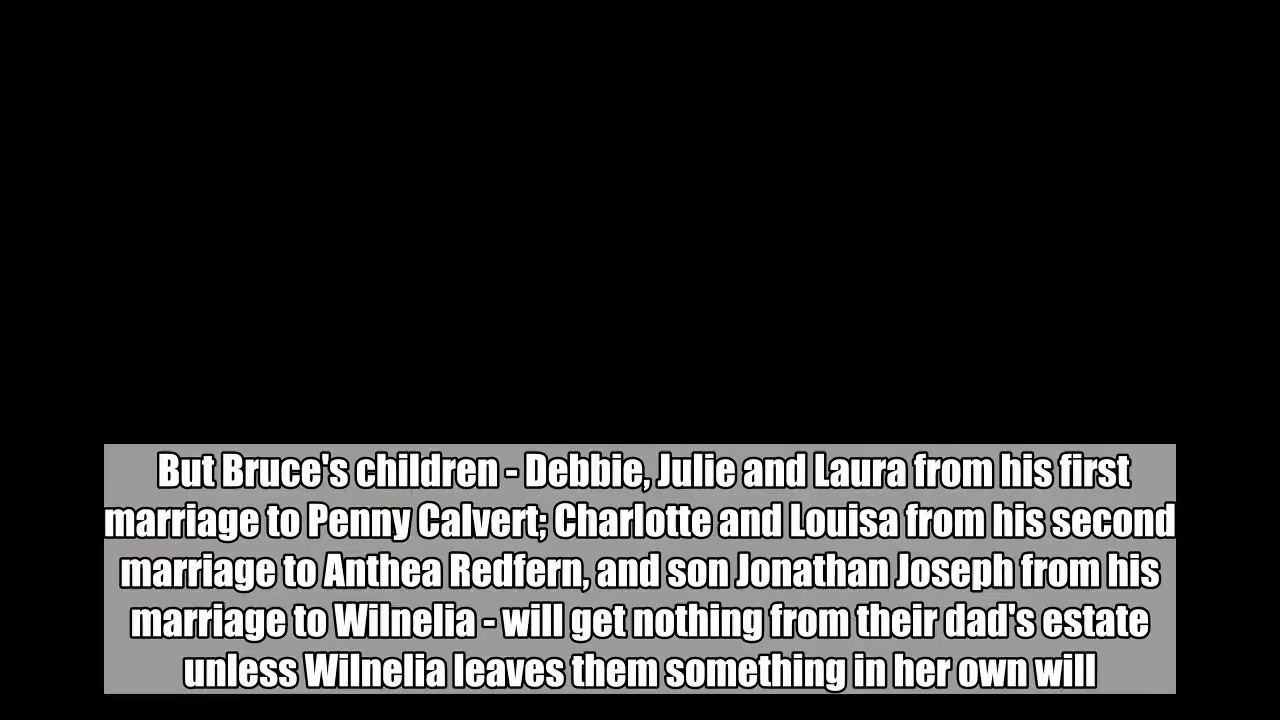 But Bruce's children - Debbie, Julie and Laura from his first
marriage to Penny Calvert; Charlotte and Louisa from his second
marriage to Anthea Redfern, and son Jonathan Joseph from his
marriage to Wilnelia - will get nothing from their dad's estate
unless Wilnelia leaves them something in her own will